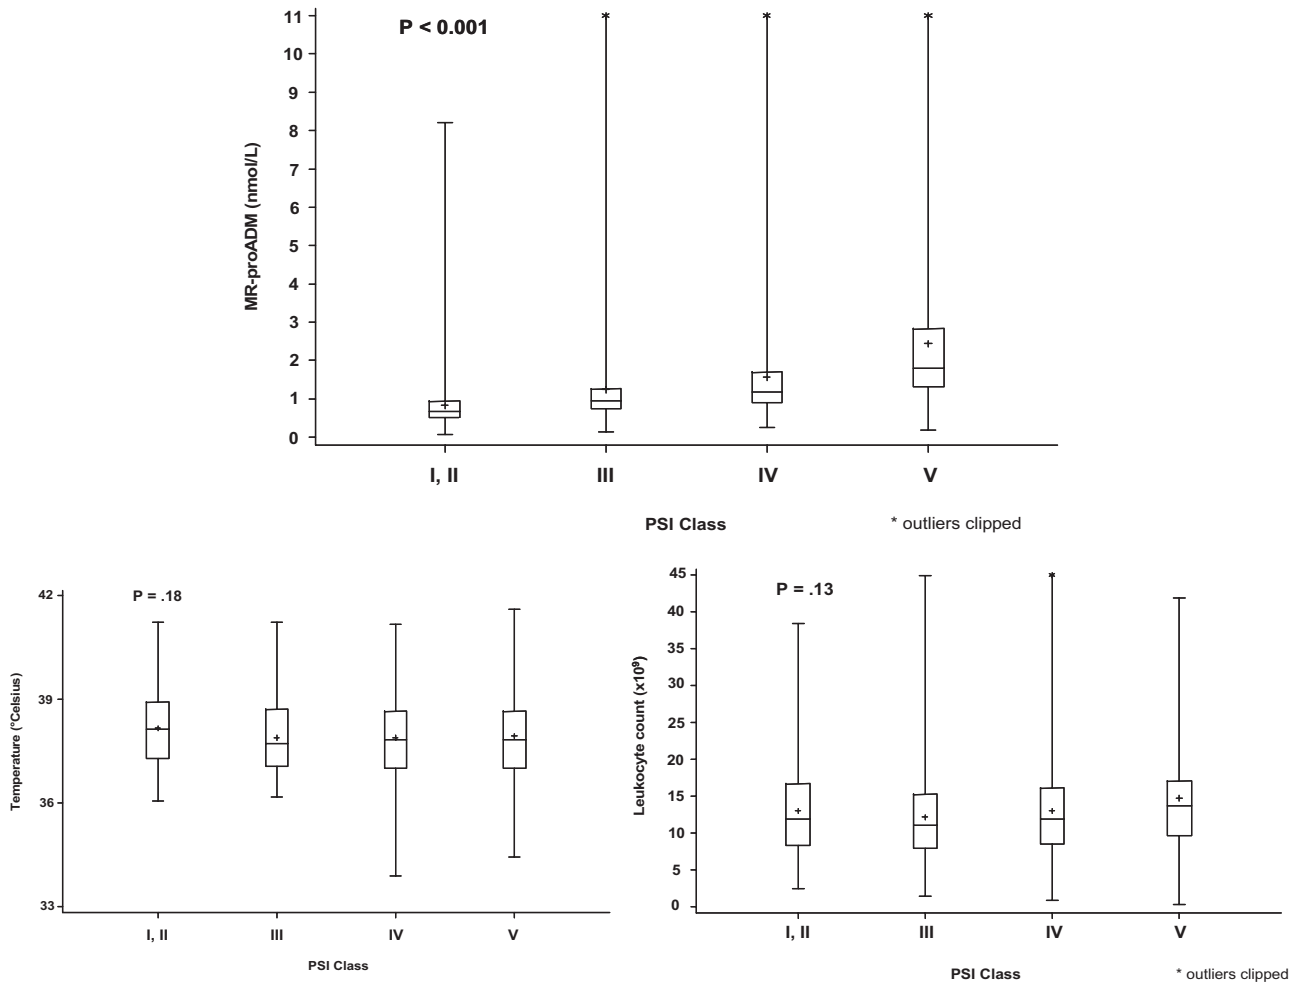 P < 0.001
MR-proADM (nmol/L)
11
10
9
8
7
6
5
4
3
2
1
0
I, II III IV V
PSI Class
* outliers clipped
P = .18
Temperature (°Celsius)
42
39
36
33
I, II III IV V
PSI Class
P = .13
Leukocyte count (x10⁹)
45
40
35
30
25
20
15
10
5
0
I, II III IV V
PSI Class
* outliers clipped